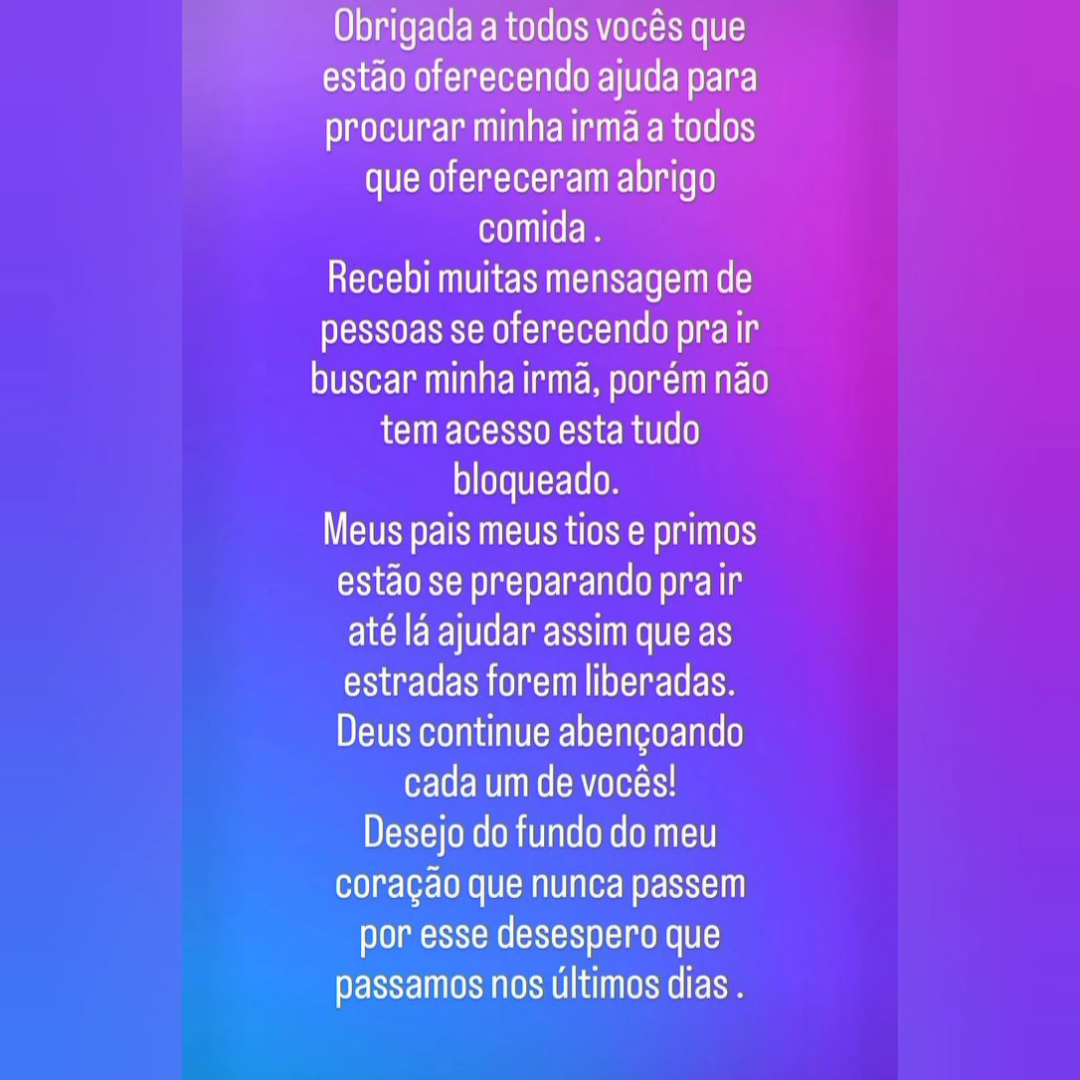 Obrigada a todos vocês que
estão oferecendo ajuda para
procurar minha irmã a todos
que ofereceram abrigo
comida .
Recebi muitas mensagem de
pessoas se oferecendo pra ir
buscar minha irmã, porém não
tem acesso esta tudo
bloqueado.
Meus pais meus tios e primos
estão se preparando pra ir
até lá ajudar assim que as
estradas forem liberadas.
Deus continue abençoando
cada um de vocês!
Desejo do fundo do meu
coração que nunca passem
por esse desespero que
passamos nos últimos dias .